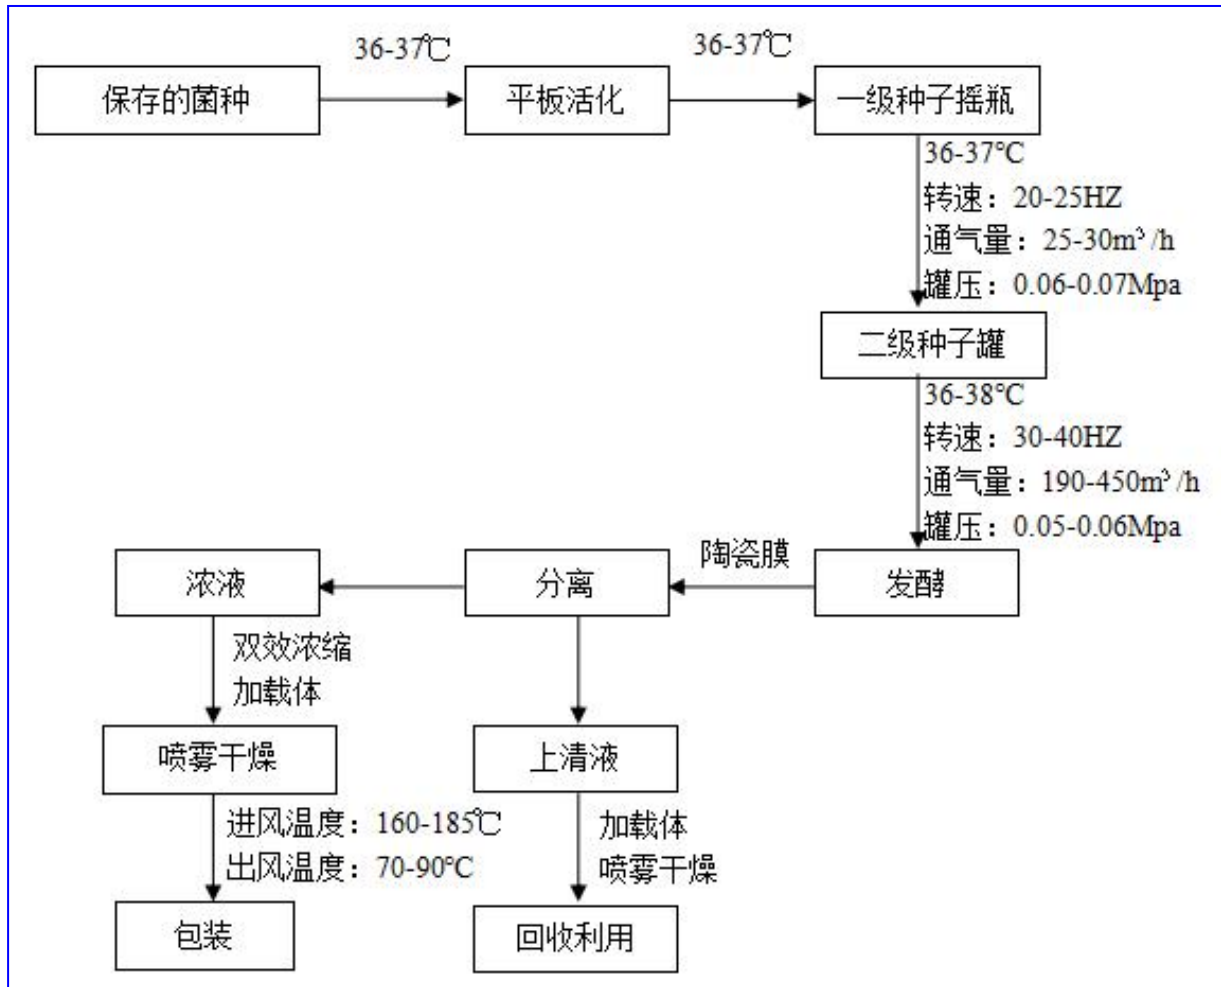 36-37℃
36-37℃
保存的菌种
平板活化
一级种子摇瓶
36-37℃
转速：20-25HZ
通气量：25-30m³/h
罐压：0.06-0.07Mpa
二级种子罐
36-38℃
转速：30-40HZ
通气量：190-450m³/h
罐压：0.05-0.06Mpa
发酵
陶瓷膜
分离
浓液
双效浓缩
加载体
喷雾干燥
进风温度：160-185℃
出风温度：70-90℃
包装
上清液
加载体
喷雾干燥
回收利用